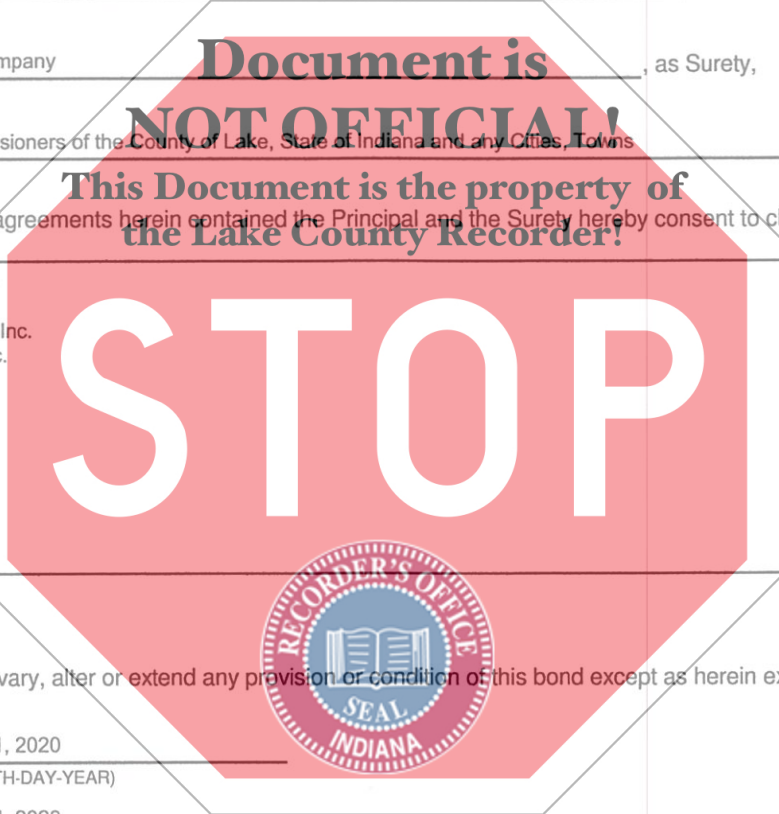 Document is
mpany , as Surety,
NOT OFFICIAL!
sioners of the County of Lake, State of Indiana and any Cities, Towns
This Document is the property of
agreements herein contained the Principal and the Surety hereby consent to
the Lake County Recorder!
Inc.
STOP
RECORDER'S OFFICE
vary, alter or extend any provision or condition of this bond except as herein
SEAL
INDIANA
, 2020
TH-DAY-YEAR)